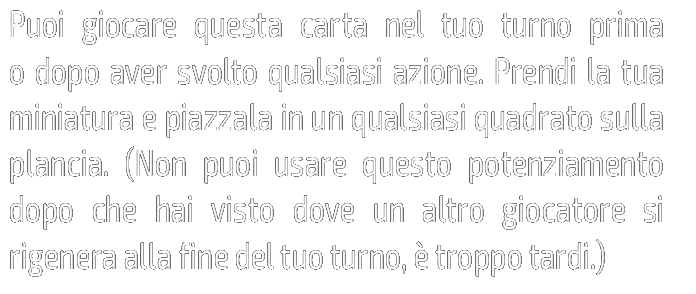 Puoi giocare questa carta nel tuo turno prima
o dopo aver svolto qualsiasi azione. Prendi la tua
miniatura e piazzala in un qualsiasi quadrato sulla
plancia. (Non puoi usare questo potenziamento
dopo che hai visto dove un altro giocatore si
rigenera alla fine del tuo turno, è troppo tardi.)